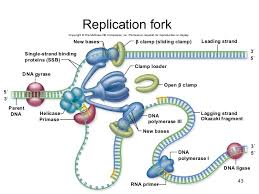 Replication fork
New bases
β clamp (sliding clamp)
Leading strand
Single-strand binding
proteins (SSB)
Clamp loader
DNA gyrase
5'
3'
Open β clamp
5'
3'
Parent
DNA
Helicase
Primase
DNA
polymerase III
New bases
Lagging strand
Okazaki fragment
DNA
polymerase I
DNA ligase
RNA primer
3'
5'
43